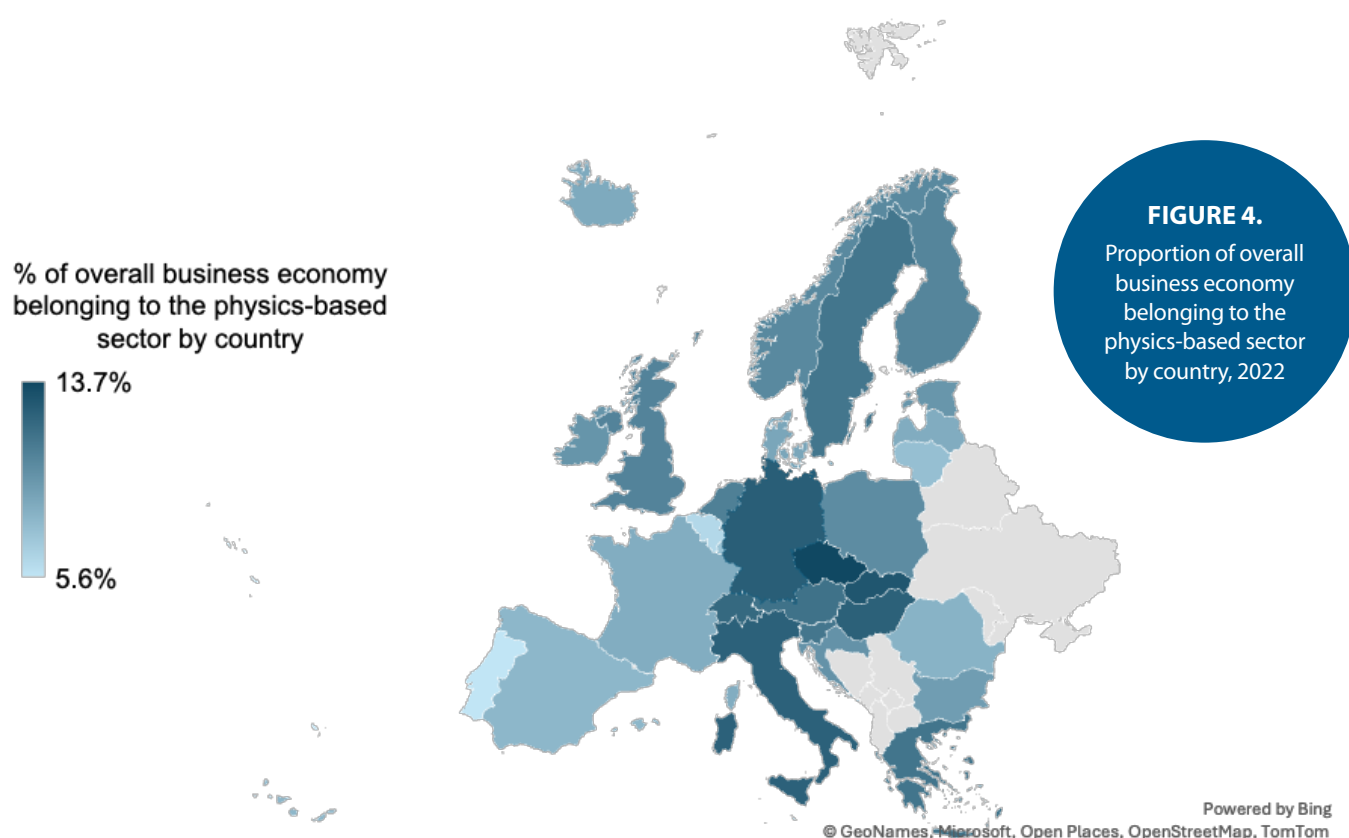 % of overall business economy
belonging to the physics-based
sector by country
13.7%
5.6%
FIGURE 4.
Proportion of overall
business economy
belonging to the
physics-based sector
by country, 2022
Powered by Bing
© GeoNames, Microsoft, Open Places, OpenStreetMap, TomTom